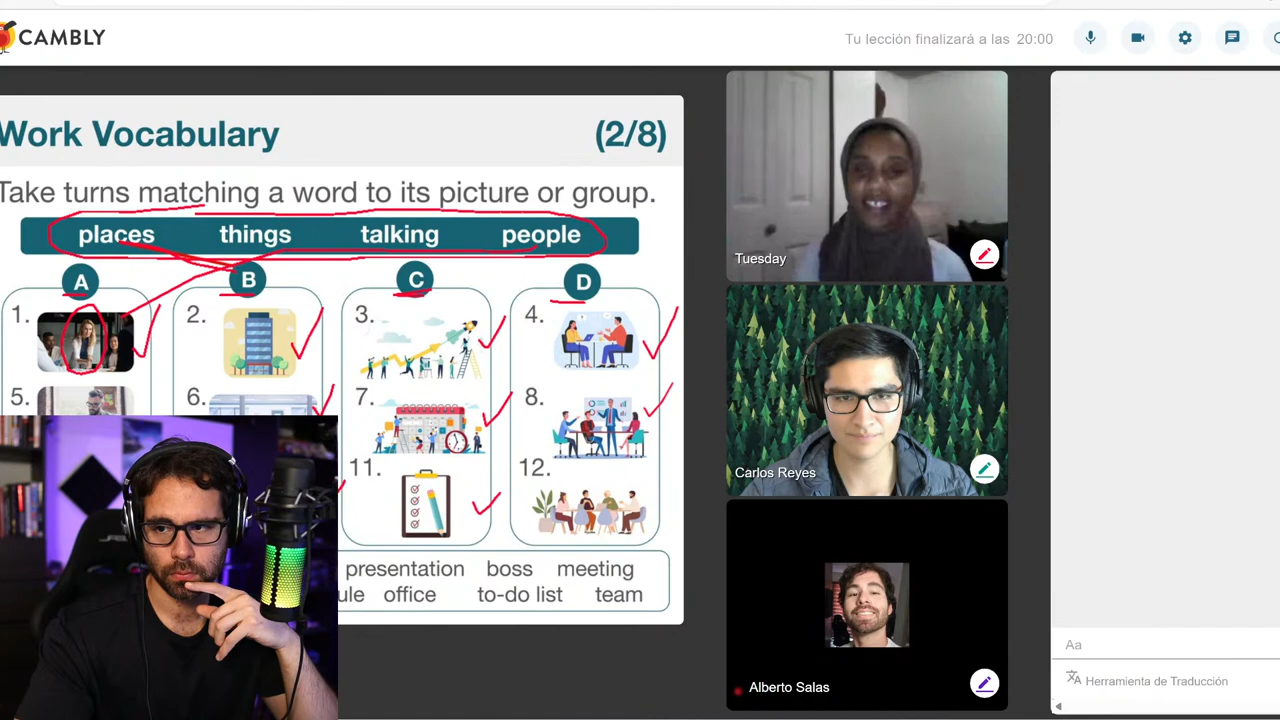 CAMBLY
Tu lección finalizará a las 20:00
Work Vocabulary (2/8)
Take turns matching a word to its picture or group.
places things talking people
A B C D
1. 2. 3. 4.
5. 6. 7. 8.
11. 12.
presentation boss meeting
ule office to-do list team
Tuesday
Carlos Reyes
Alberto Salas
Aa
Herramienta de Traducción